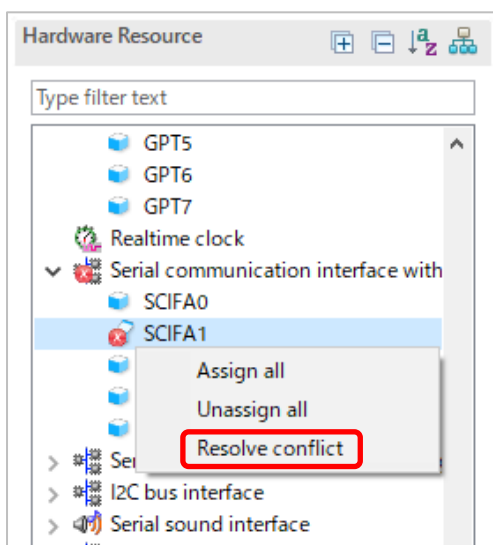 Hardware Resource
Type filter text
GPT5
GPT6
GPT7
Realtime clock
Serial communication interface with
SCIFA0
SCIFA1
Assign all
Unassign all
Resolve conflict
I2C bus interface
Serial sound interface